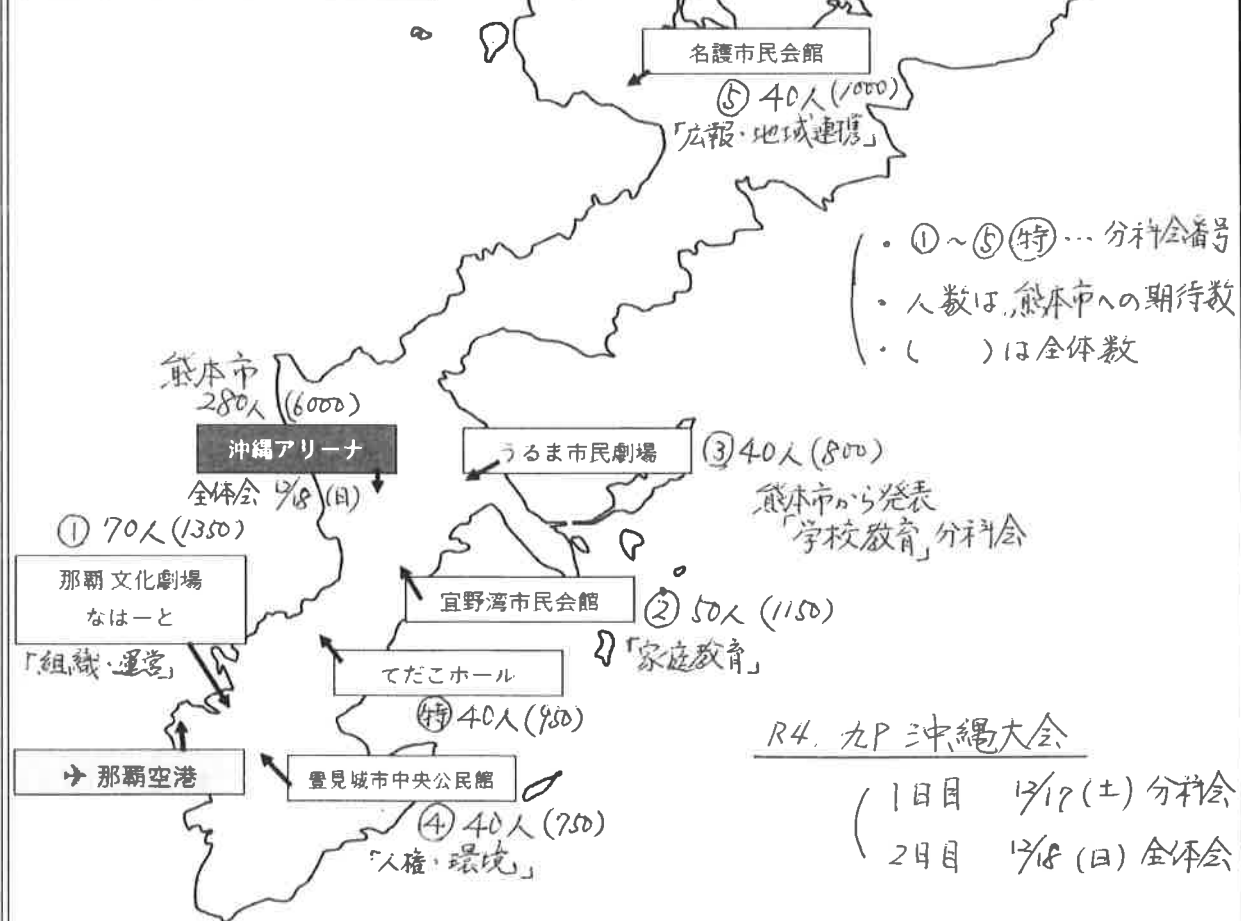 名護市民会館
⑤ 40人(1000)
「広報・地域連携」
・①~⑤㊕… 分科会番号
・人数は、熊本市への期待数
・(　　)は全体数
熊本市
280人 (6000)
沖縄アリーナ
全体会 12/18 (日)
うるま市民劇場
③ 40人(800)
熊本市から発表
「学校教育」分科会
① 70人(1350)
那覇 文化劇場
なはーと
「組織・運営」
宜野湾市民会館
② 50人 (1150)
「家庭教育」
てだこホール
㊕ 40人(950)
✈ 那覇空港
豊見城市中央公民館
④ 40人(750)
「人権・環境」
R4. 九P 沖縄大会
1日目 12/17(土) 分科会
2日目 12/18 (日) 全体会